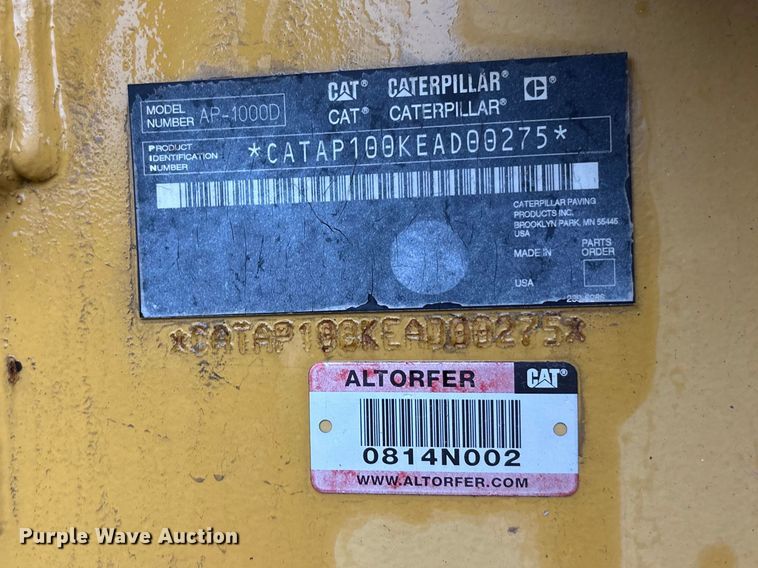 MODEL NUMBER AP-1000D
CAT® CATERPILLAR®
CAT® CATERPILLAR®
PRODUCT IDENTIFICATION NUMBER *CATAP100KEAD00275*
CATERPILLAR PAVING
PRODUCTS INC.
BROOKLYN PARK, MN 55445
USA
MADE IN
USA
PARTS
ORDER
*CATAP100KEAD00275*
ALTORFER CAT®
0814N002
WWW.ALTORFER.COM
Purple Wave Auction